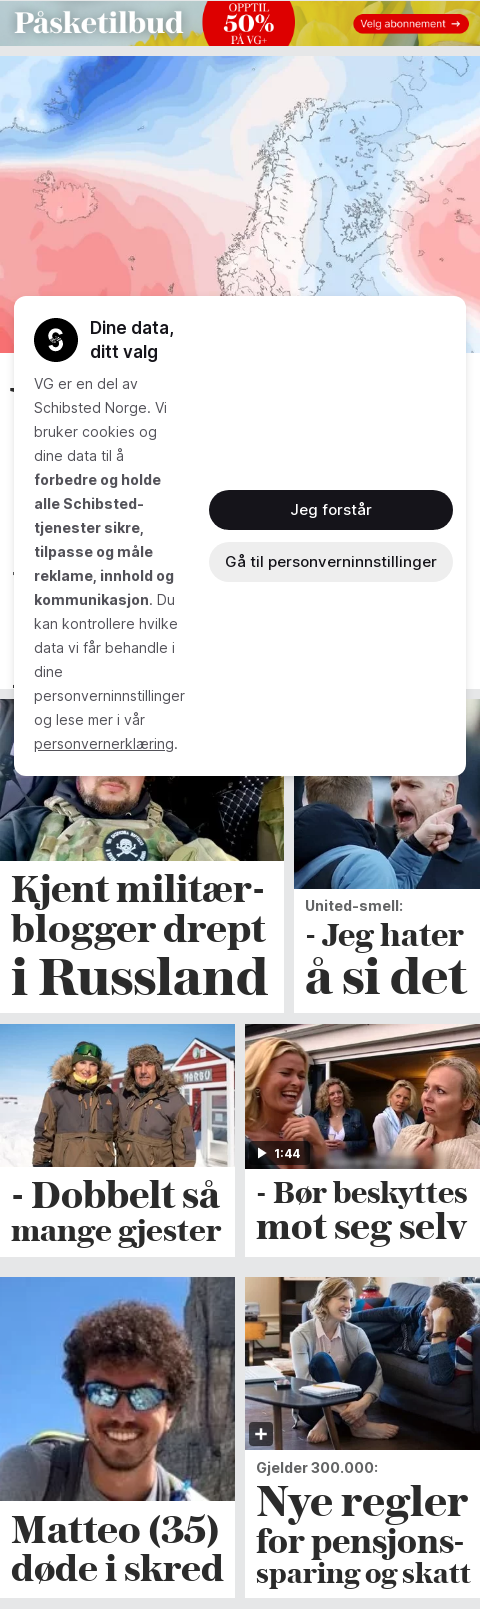 Påsketilbud
OPPTIL
50%
PÅ VG+
Velg abonnement →
Dine data,
ditt valg
VG er en del av
Schibsted Norge. Vi
bruker cookies og
dine data til å
forbedre og holde
alle Schibsted-
tjenester sikre,
tilpasse og måle
reklame, innhold og
kommunikasjon. Du
kan kontrollere hvilke
data vi får behandle i
dine
personverninnstillinger
og lese mer i vår
personvernerklæring.
Jeg forstår
Gå til personverninnstillinger
Kjent militær-
blogger drept
i Russland
United-smell:
- Jeg hater
å si det
- Dobbelt så
mange gjester
1:44
- Bør beskyttes
mot seg selv
Matteo (35)
døde i skred
Gjelder 300.000:
Nye regler
for pensjons-
sparing og skatt